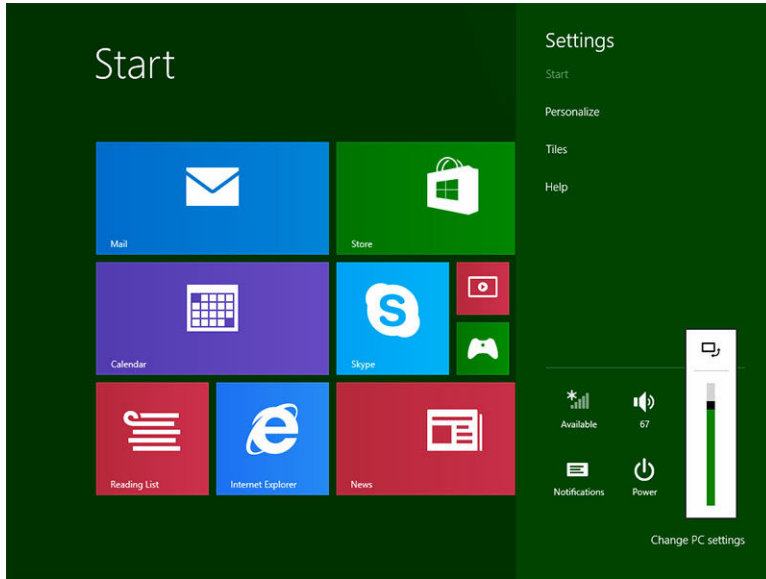 Start
Mail
Store
Calendar
Skype
Reading List
Internet Explorer
News
Settings
Start
Personalize
Tiles
Help
Available
67
Notifications
Power
Change PC settings